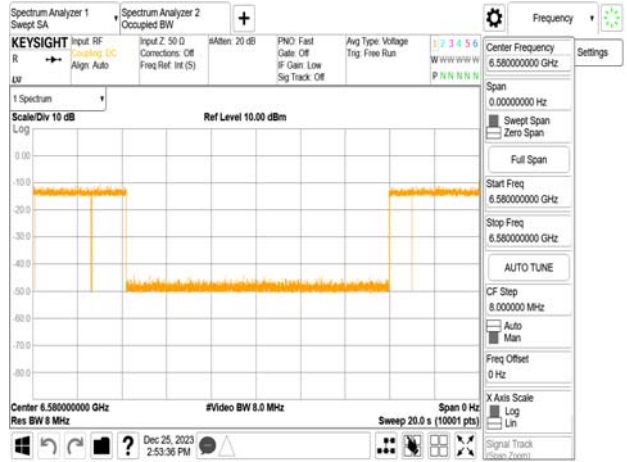 Spectrum Analyzer 1
Swept SA
Spectrum Analyzer 2
Occupied BW
+
Frequency
KEYSIGHT
R
LXI
Input: RF
Coupling: DC
Align: Auto
Input Z: 50 Ω
Corrections: Off
Freq Ref: Int (S)
#Atten: 20 dB
PNO: Fast
Gate: Off
IF Gain: Low
Sig Track: Off
Avg Type: Voltage
Trig: Free Run
1 2 3 4 5 6
W W W W W W
P N N N N N
Settings
1 Spectrum
Scale/Div 10 dB
Ref Level 10.00 dBm
Log
0.00
-10.0
-20.0
-30.0
-40.0
-50.0
-60.0
-70.0
-80.0
Center 6.580000000 GHz
#Video BW 8.0 MHz
Span 0 Hz
Res BW 8 MHz
Sweep 20.0 s (10001 pts)
?
Dec 25, 2023
2:53:36 PM
Center Frequency
6.580000000 GHz
Span
0.00000000 Hz
Swept Span
Zero Span
Full Span
Start Freq
6.580000000 GHz
Stop Freq
6.580000000 GHz
AUTO TUNE
CF Step
8.000000 MHz
Auto
Man
Freq Offset
0 Hz
X Axis Scale
Log
Lin
Signal Track
(Span Zoom)